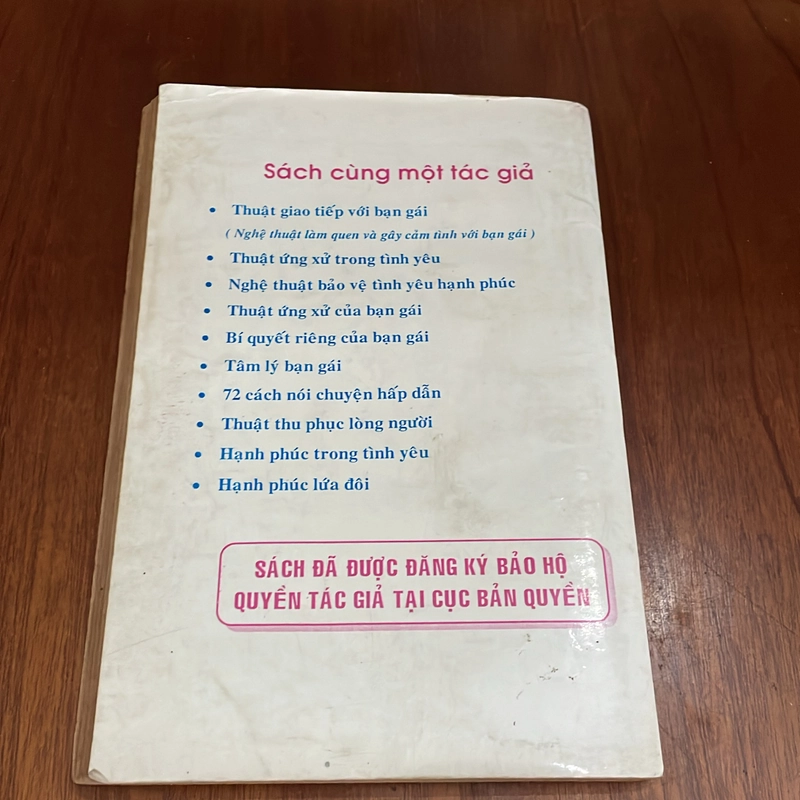 Sách cùng một tác giả
• Thuật giao tiếp với bạn gái
( Nghệ thuật làm quen và gây cảm tình với bạn gái )
• Thuật ứng xử trong tình yêu
• Nghệ thuật bảo vệ tình yêu hạnh phúc
• Thuật ứng xử của bạn gái
• Bí quyết riêng của bạn gái
• Tâm lý bạn gái
• 72 cách nói chuyện hấp dẫn
• Thuật thu phục lòng người
• Hạnh phúc trong tình yêu
• Hạnh phúc lứa đôi
SÁCH ĐÃ ĐƯỢC ĐĂNG KÝ BẢO HỘ
QUYỀN TÁC GIẢ TẠI CỤC BẢN QUYỀN